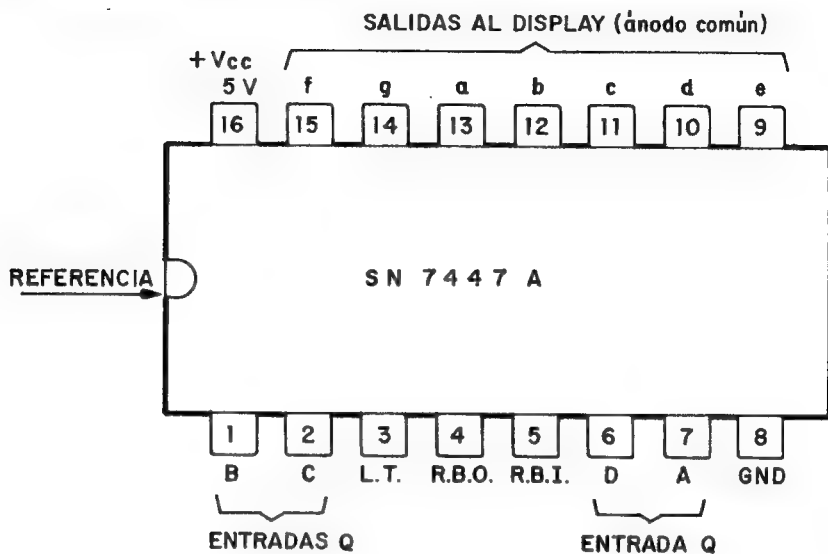 SALIDAS AL DISPLAY (ánodo común)
+Vcc
5 V f g a b c d e
16 15 14 13 12 11 10 9
REFERENCIA
SN 7447 A
1 2 3 4 5 6 7 8
B C L.T. R.B.O. R.B.I. D A GND
ENTRADAS Q ENTRADA Q